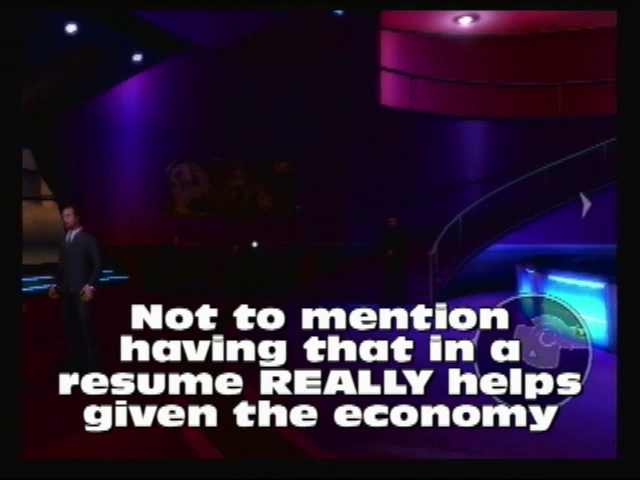 Not to mention
having that in a
resume REALLY helps
given the economy